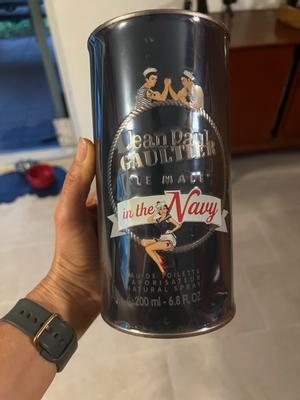 Jean Paul
GAULTIER
"LE MALE"
in the Navy
EAU DE TOILETTE
VAPORISATEUR
NATURAL SPRAY
e 200 ml - 6.8 FL.OZ